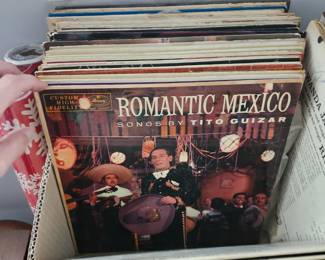 CUSTOM
HIGH
FIDELITY
ROMANTIC MEXICO
SONGS BY TITO GUIZAR